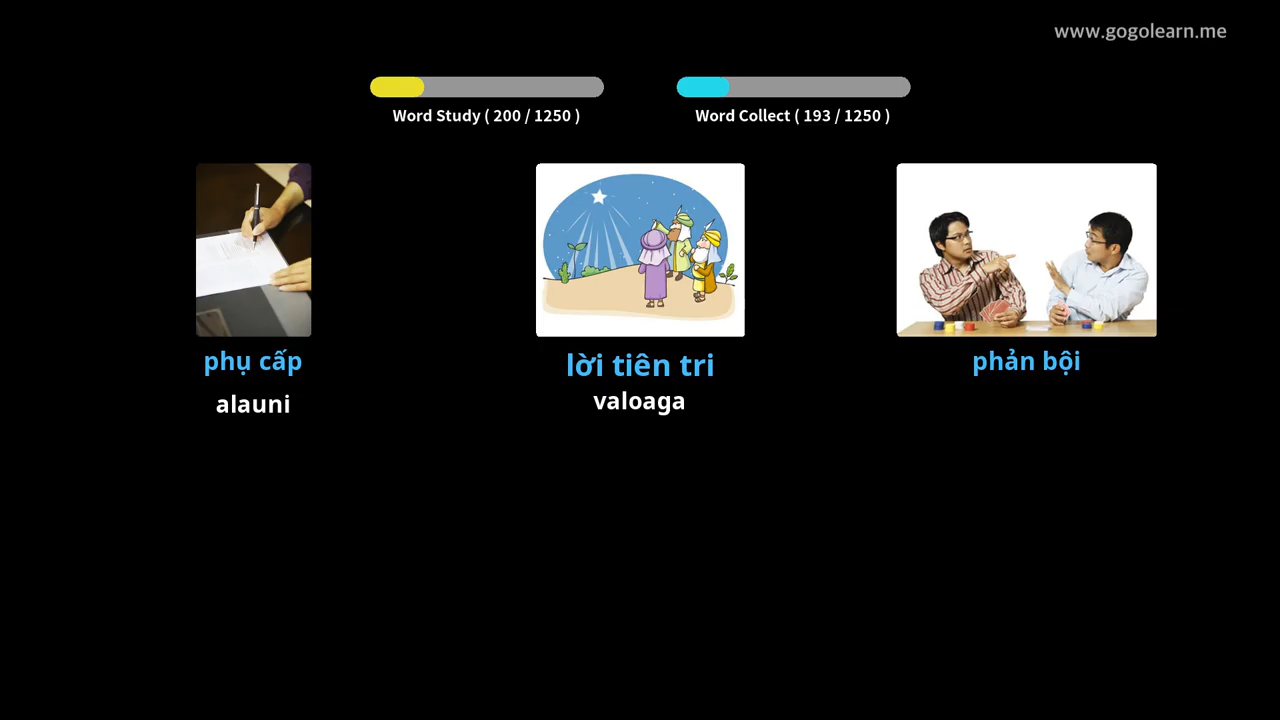 www.gogolearn.me
Word Study ( 200 / 1250 )
Word Collect ( 193 / 1250 )
phụ cấp
lời tiên tri
phản bội
alauni
valoaga